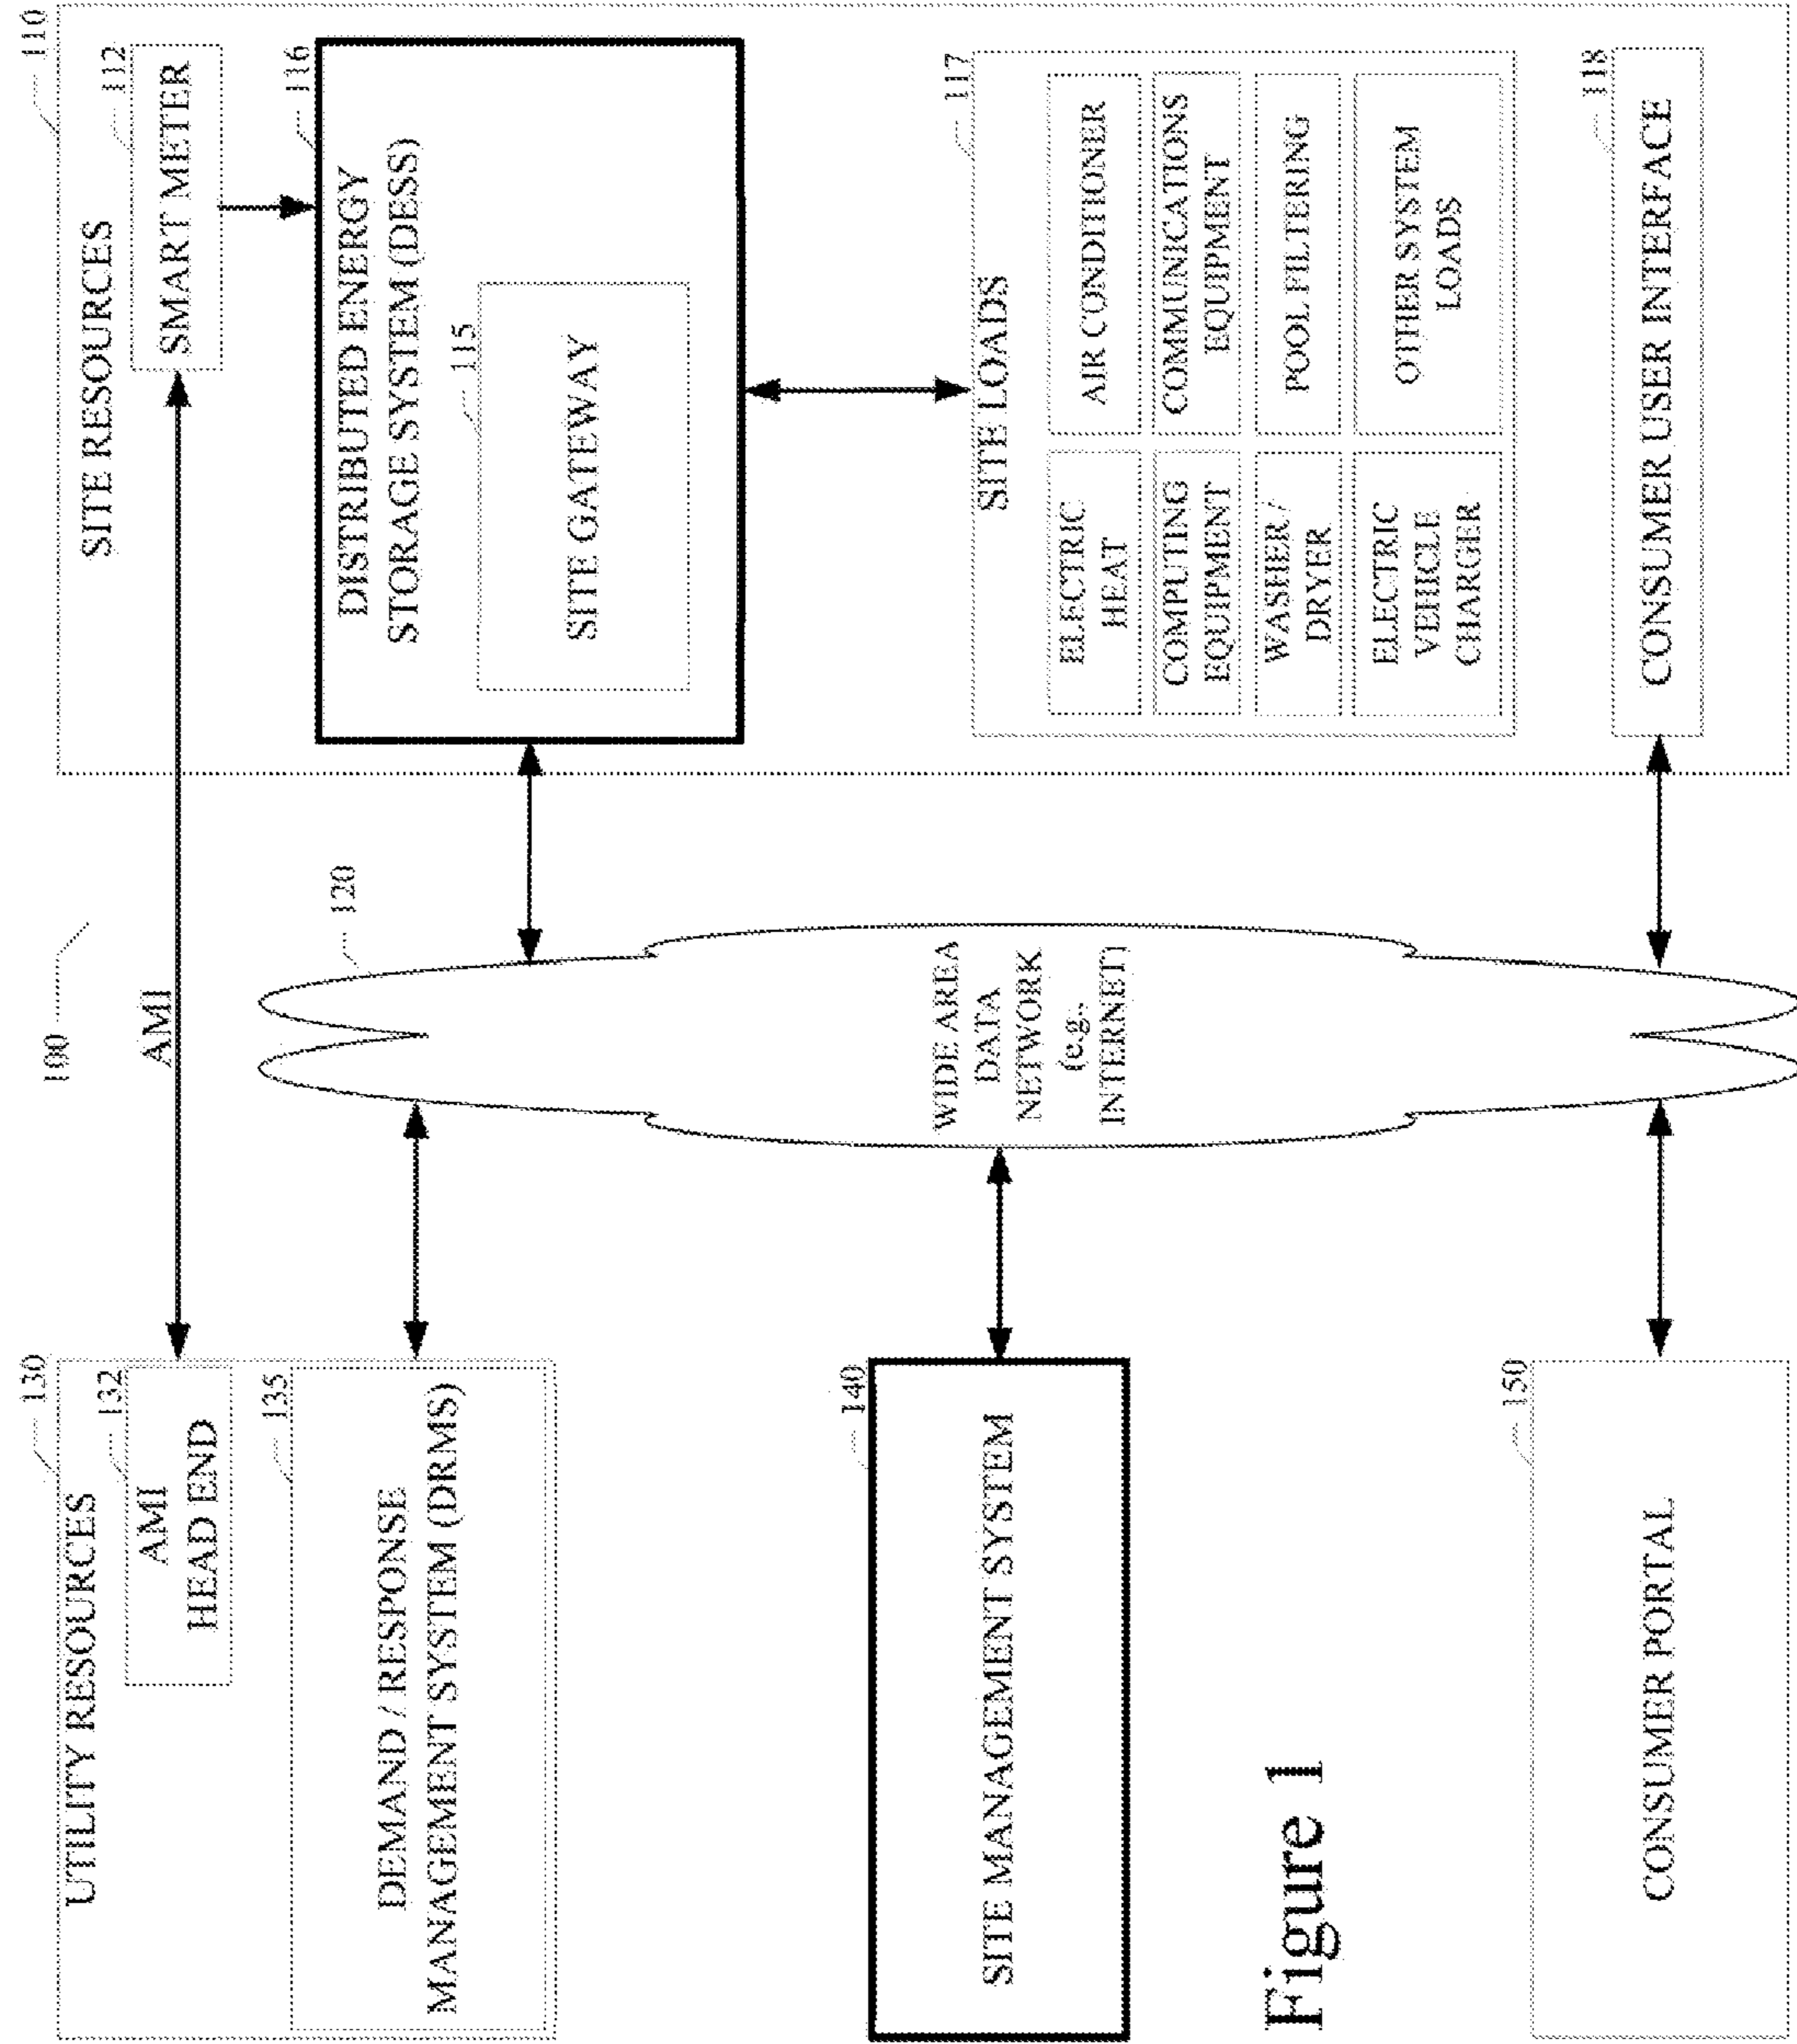 100
130
UTILITY RESOURCES
132
AMI
HEAD END
135
DEMAND / RESPONSE
MANAGEMENT SYSTEM (DRMS)
140
SITE MANAGEMENT SYSTEM
150
CONSUMER PORTAL
AMI
120
WIDE AREA
DATA
NETWORK
(e.g.,
INTERNET)
110
SITE RESOURCES
112
SMART METER
116
DISTRIBUTED ENERGY
STORAGE SYSTEM (DESS)
115
SITE GATEWAY
117
SITE LOADS
ELECTRIC
HEAT
AIR CONDITIONER
COMPUTING
EQUIPMENT
COMMUNICATIONS
EQUIPMENT
WASHER /
DRYER
POOL FILTERING
ELECTRIC
VEHICLE
CHARGER
OTHER SYSTEM
LOADS
118
CONSUMER USER INTERFACE
Figure 1